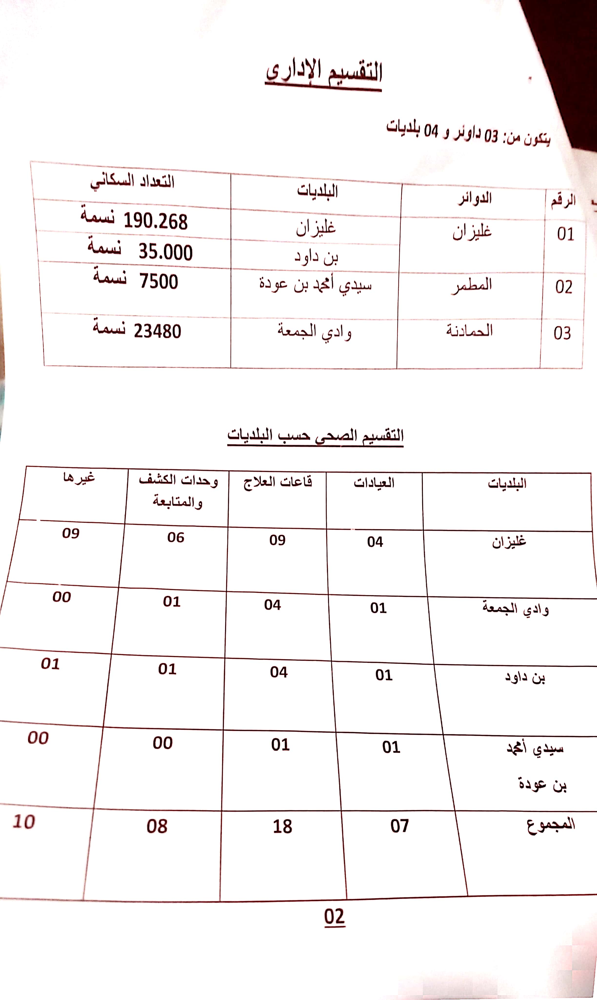 التقسيم الإداري
يتكون من: 03 داونر و 04 بلديات
الرقم الدوائر البلديات التعداد السكاني
01 غليزان غليزان 190.268 نسمة
بن داود 35.000 نسمة
02 المطمر سيدي أمحمد بن عودة 7500 نسمة
03 الحمادنة وادي الجمعة 23480 نسمة
التقسيم الصحي حسب البلديات
البلديات العيادات قاعات العلاج وحدات الكشف غيرها
والمتابعة
غليزان 04 09 06 09
وادي الجمعة 01 04 01 00
بن داود 01 04 01 01
سيدي أمحمد 01 01 00 00
بن عودة
المجموع 07 18 08 10
02